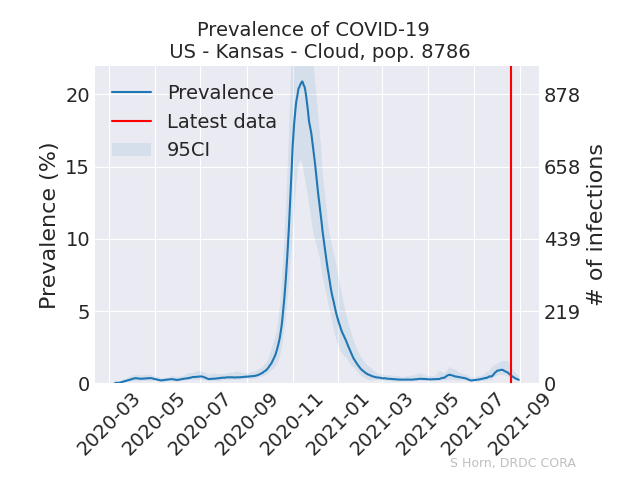 Prevalence of COVID-19
US - Kansas - Cloud, pop. 8786
Prevalence
Latest data
95CI
Prevalence (%)
20
15
10
5
0
878
658
439
219
0
# of infections
2020-03
2020-05
2020-07
2020-09
2020-11
2021-01
2021-03
2021-05
2021-07
2021-09
S Horn, DRDC CORA